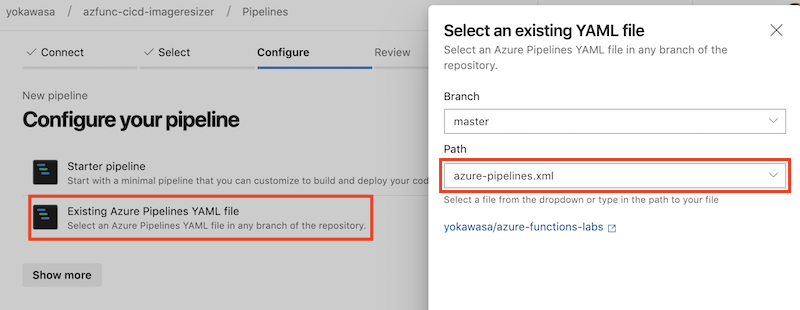 yokawasa / azfunc-cicd-imageresizer / Pipelines
✓ Connect ✓ Select Configure Review
New pipeline
Configure your pipeline
Starter pipeline
Start with a minimal pipeline that you can customize to build and deploy your cod
Existing Azure Pipelines YAML file
Select an Azure Pipelines YAML file in any branch of the repository.
Show more
Select an existing YAML file
Select an Azure Pipelines YAML file in any branch of the
repository.
Branch
master
Path
azure-pipelines.xml
Select a file from the dropdown or type in the path to your file
yokawasa/azure-functions-labs